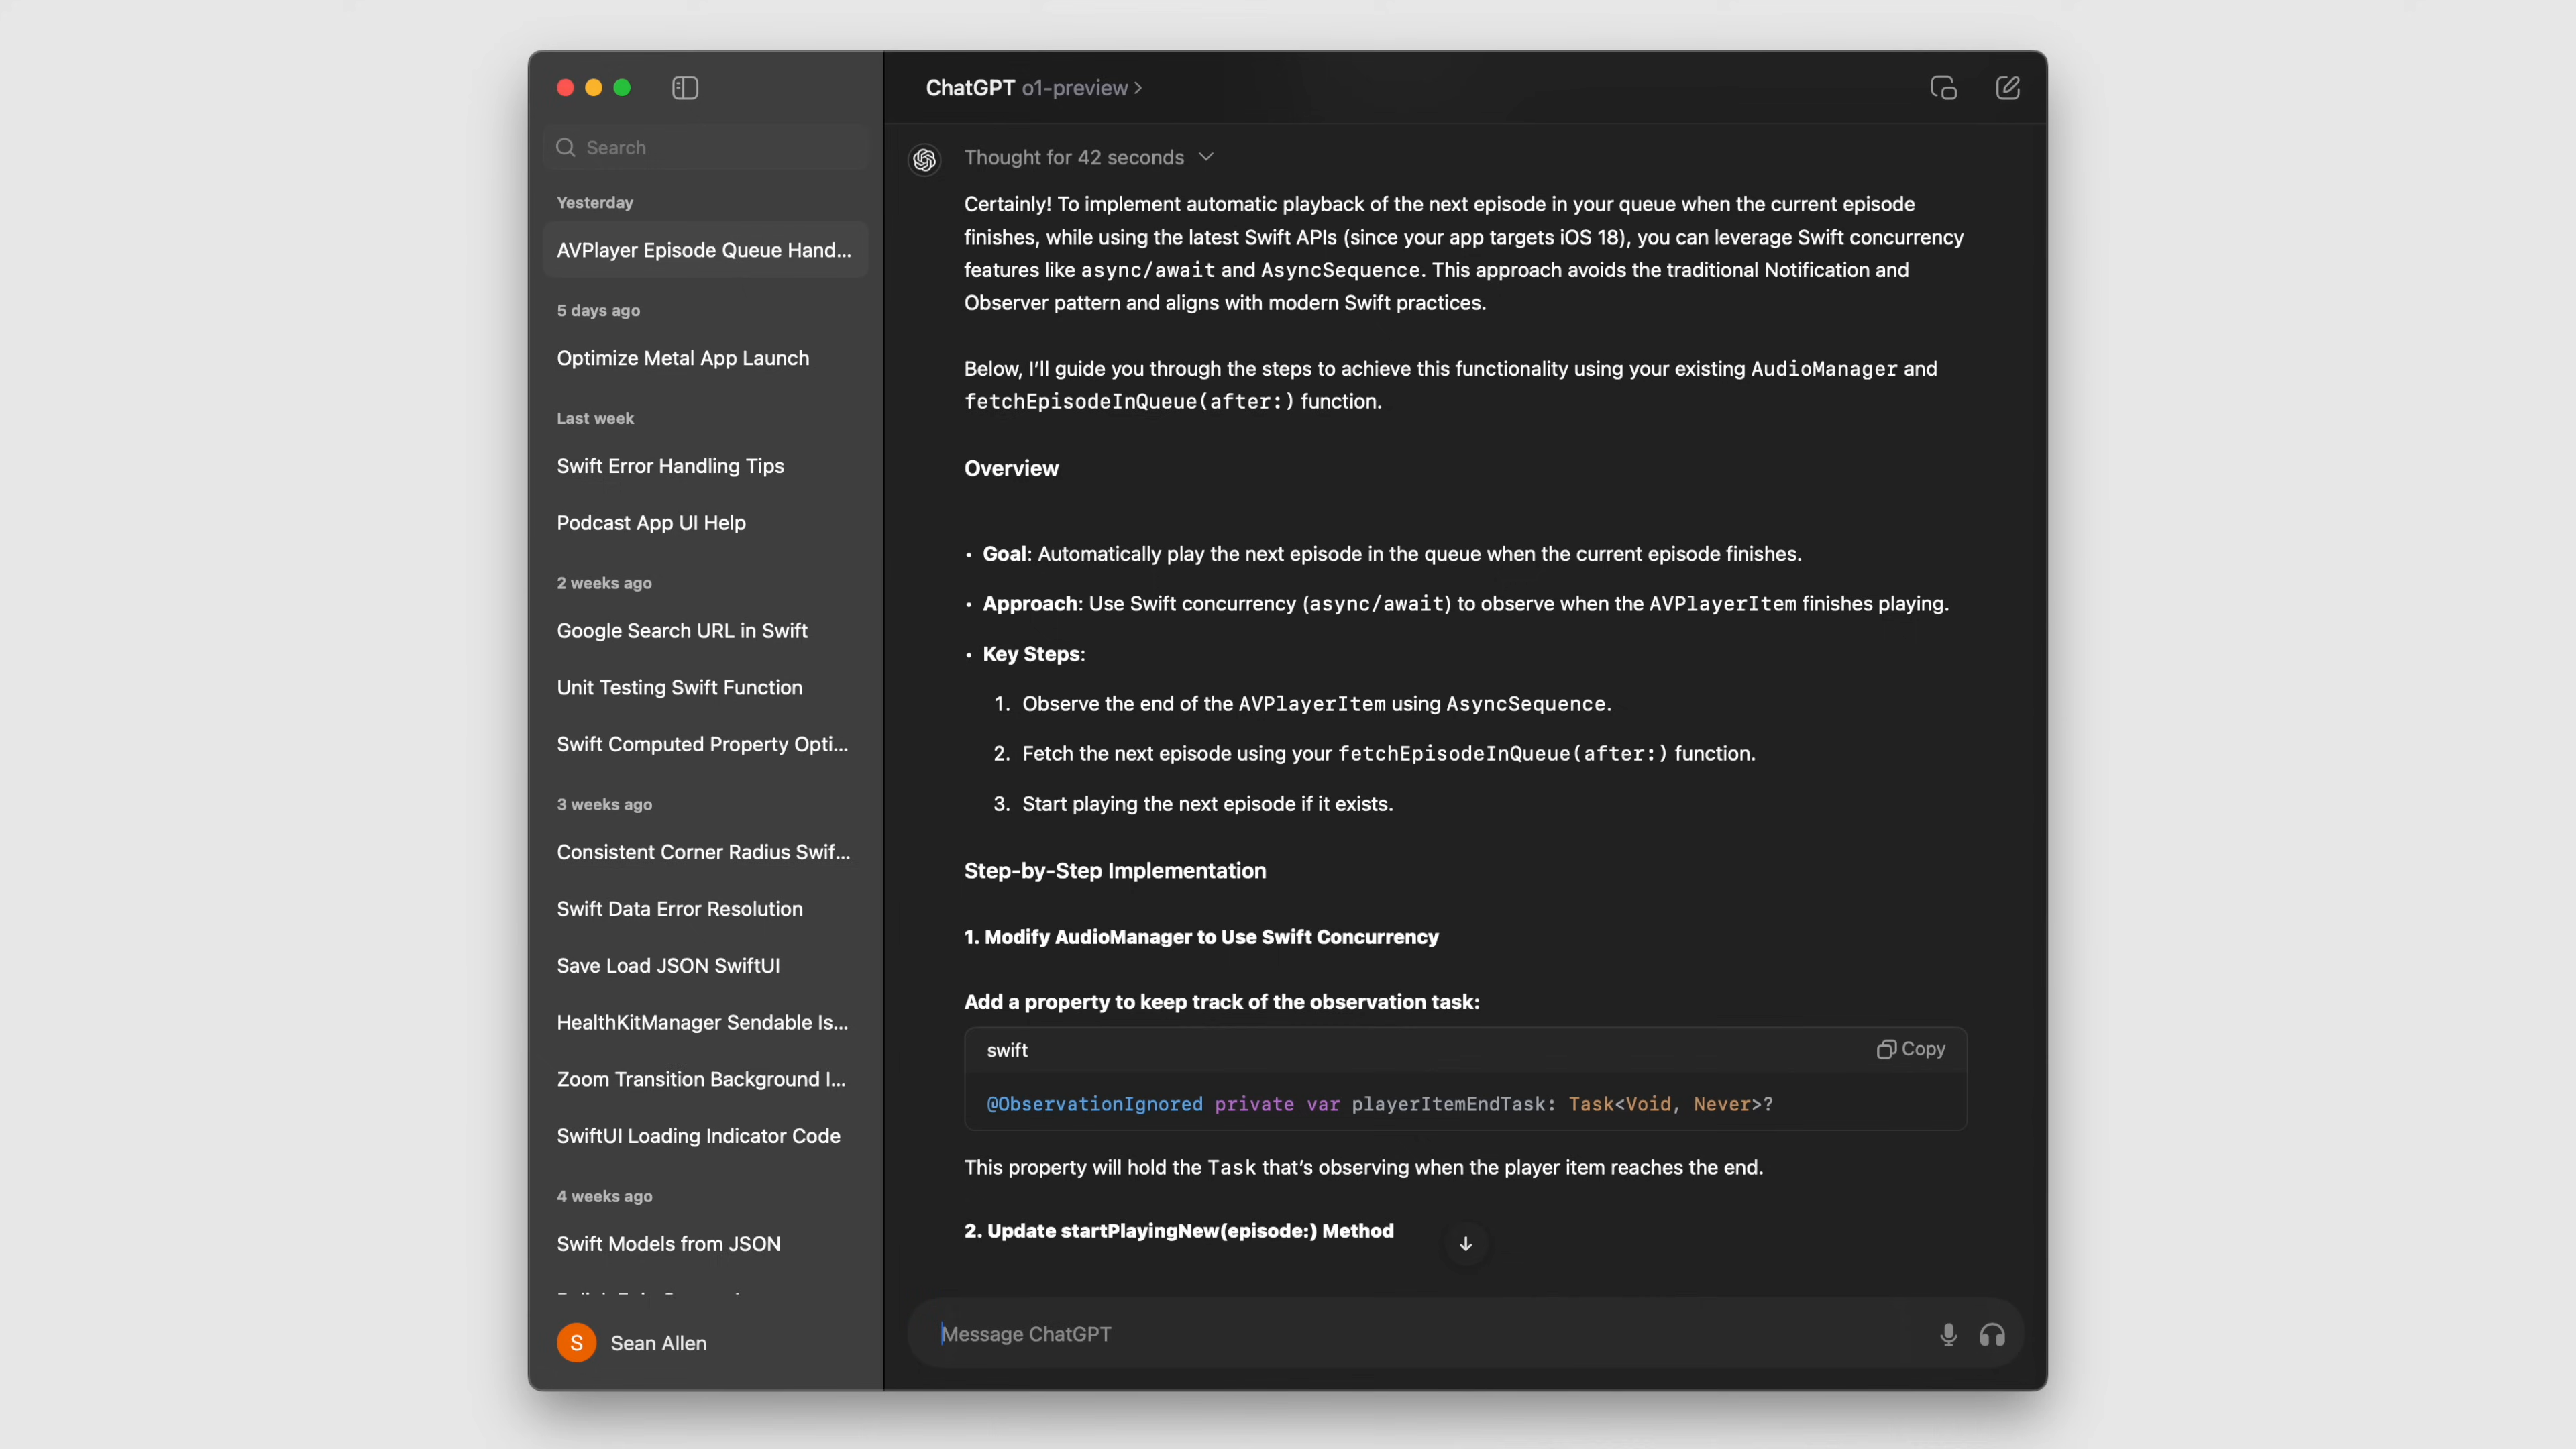 Search
Yesterday
AVPlayer Episode Queue Hand...
5 days ago
Optimize Metal App Launch
Last week
Swift Error Handling Tips
Podcast App UI Help
2 weeks ago
Google Search URL in Swift
Unit Testing Swift Function
Swift Computed Property Opti...
3 weeks ago
Consistent Corner Radius Swif...
Swift Data Error Resolution
Save Load JSON SwiftUI
HealthKitManager Sendable Is...
Zoom Transition Background I...
SwiftUI Loading Indicator Code
4 weeks ago
Swift Models from JSON
S Sean Allen
ChatGPT o1-preview >
Thought for 42 seconds
Certainly! To implement automatic playback of the next episode in your queue when the current episode
finishes, while using the latest Swift APIs (since your app targets iOS 18), you can leverage Swift concurrency
features like async/await and AsyncSequence. This approach avoids the traditional Notification and
Observer pattern and aligns with modern Swift practices.
Below, I’ll guide you through the steps to achieve this functionality using your existing AudioManager and
fetchEpisodeInQueue(after:) function.
Overview
• Goal: Automatically play the next episode in the queue when the current episode finishes.
• Approach: Use Swift concurrency (async/await) to observe when the AVPlayerItem finishes playing.
• Key Steps:
1. Observe the end of the AVPlayerItem using AsyncSequence.
2. Fetch the next episode using your fetchEpisodeInQueue(after:) function.
3. Start playing the next episode if it exists.
Step-by-Step Implementation
1. Modify AudioManager to Use Swift Concurrency
Add a property to keep track of the observation task:
swift Copy
@ObservationIgnored private var playerItemEndTask: Task<Void, Never>?
This property will hold the Task that’s observing when the player item reaches the end.
2. Update startPlayingNew(episode:) Method
Message ChatGPT